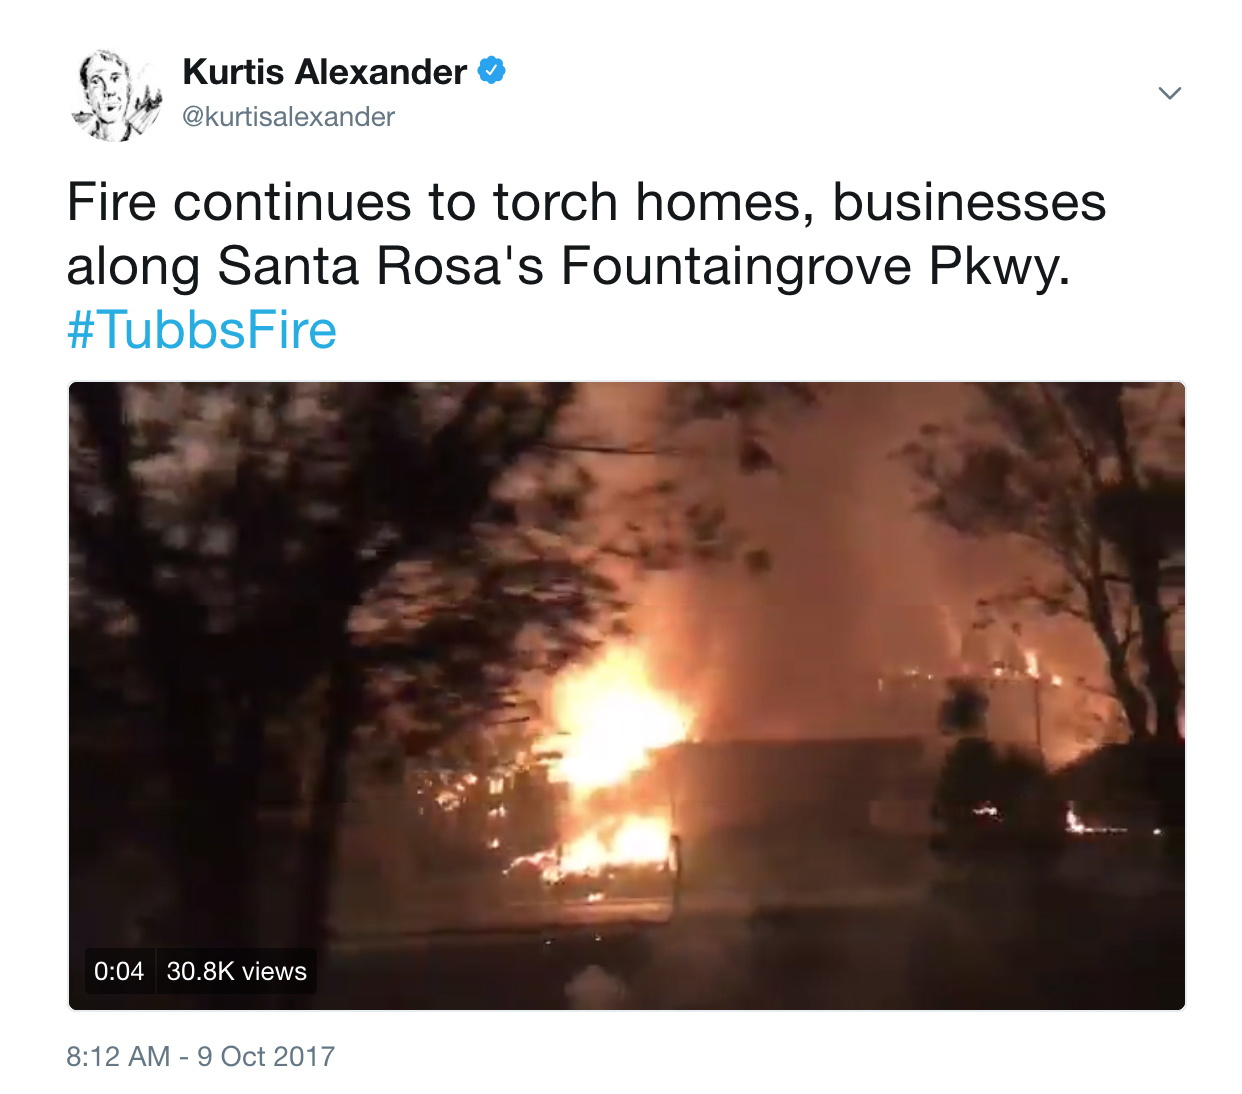 Kurtis Alexander
@kurtisalexander
Fire continues to torch homes, businesses
along Santa Rosa's Fountaingrove Pkwy.
#TubbsFire
0:04 30.8K views
8:12 AM - 9 Oct 2017